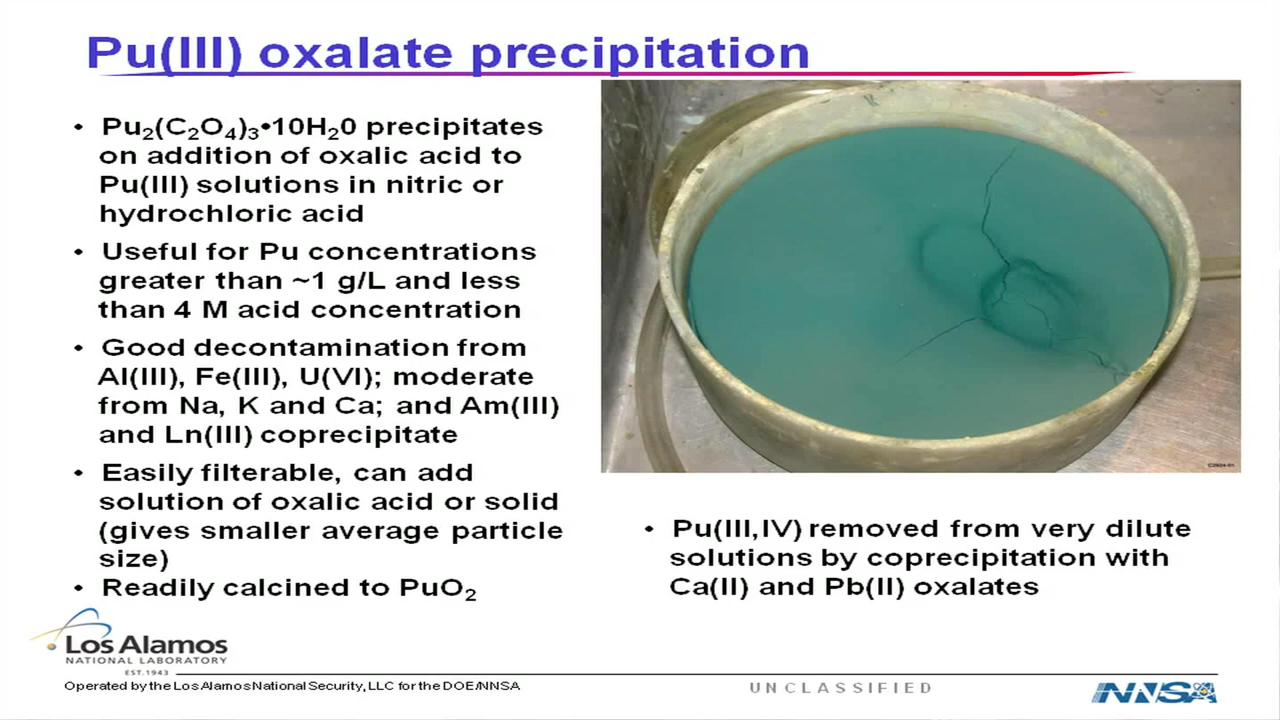 Pu(III) oxalate precipitation
• Pu₂(C₂O₄)₃•10H₂0 precipitates
on addition of oxalic acid to
Pu(III) solutions in nitric or
hydrochloric acid
• Useful for Pu concentrations
greater than ~1 g/L and less
than 4 M acid concentration
• Good decontamination from
Al(III), Fe(III), U(VI); moderate
from Na, K and Ca; and Am(III)
and Ln(III) coprecipitate
• Easily filterable, can add
solution of oxalic acid or solid
(gives smaller average particle
size)
• Readily calcined to PuO₂
• Pu(III,IV) removed from very dilute
solutions by coprecipitation with
Ca(II) and Pb(II) oxalates
Los Alamos
NATIONAL LABORATORY
EST.1943
Operated by the Los Alamos National Security, LLC for the DOE/NNSA
UNCLASSIFIED
NNSA